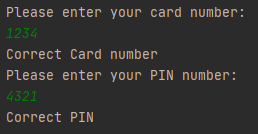 Please enter your card number:
1234
Correct Card number
Please enter your PIN number:
4321
Correct PIN